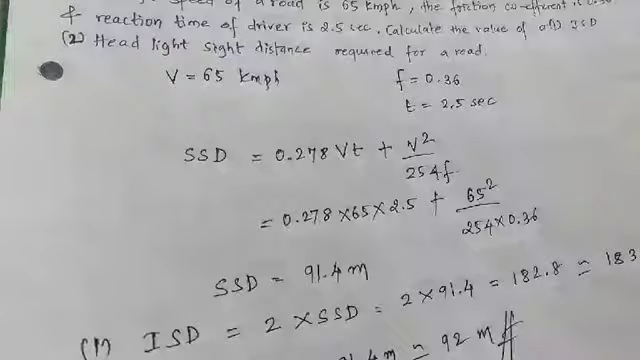 speed of a road is 65 kmph, the friction co-efficient is
& reaction time of driver is 2.5 sec. Calculate the value of a(1) ISD
(2) Head light sight distance required for a road.
V = 65 kmph f = 0.36
t = 2.5 sec
SSD = 0.278 Vt + V²/254f
= 0.278 × 65 × 2.5 + 65²/254 × 0.36
SSD = 91.4 m
(1) ISD = 2 × SSD = 2 × 91.4 = 182.8 ≃ 183
91.4 m ≃ 92 m